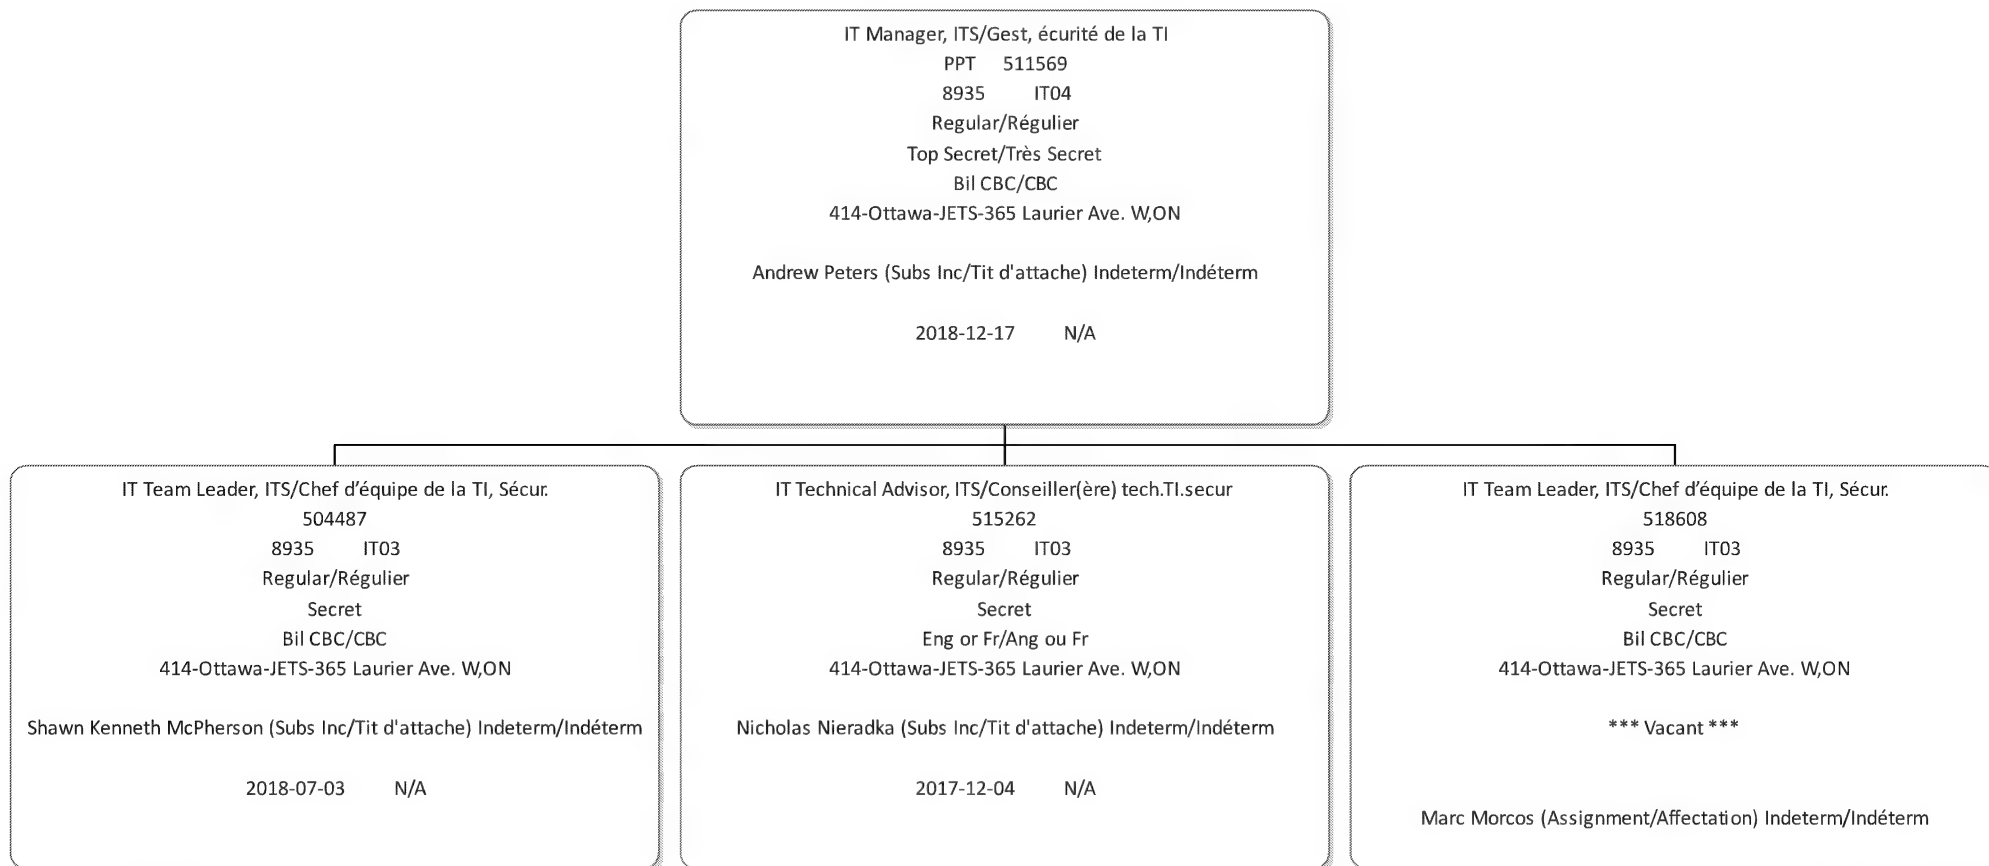 IT Manager, ITS/Gest, écurité de la TI
PPT 511569
8935 IT04
Regular/Régulier
Top Secret/Très Secret
Bil CBC/CBC
414-Ottawa-JETS-365 Laurier Ave. W,ON
Andrew Peters (Subs Inc/Tit d'attache) Indeterm/Indéterm
2018-12-17 N/A
IT Team Leader, ITS/Chef d’équipe de la TI, Sécur.
504487
8935 IT03
Regular/Régulier
Secret
Bil CBC/CBC
414-Ottawa-JETS-365 Laurier Ave. W,ON
Shawn Kenneth McPherson (Subs Inc/Tit d'attache) Indeterm/Indéterm
2018-07-03 N/A
IT Technical Advisor, ITS/Conseiller(ère) tech.TI.secur
515262
8935 IT03
Regular/Régulier
Secret
Eng or Fr/Ang ou Fr
414-Ottawa-JETS-365 Laurier Ave. W,ON
Nicholas Nieradka (Subs Inc/Tit d'attache) Indeterm/Indéterm
2017-12-04 N/A
IT Team Leader, ITS/Chef d’équipe de la TI, Sécur.
518608
8935 IT03
Regular/Régulier
Secret
Bil CBC/CBC
414-Ottawa-JETS-365 Laurier Ave. W,ON
*** Vacant ***
Marc Morcos (Assignment/Affectation) Indeterm/Indéterm